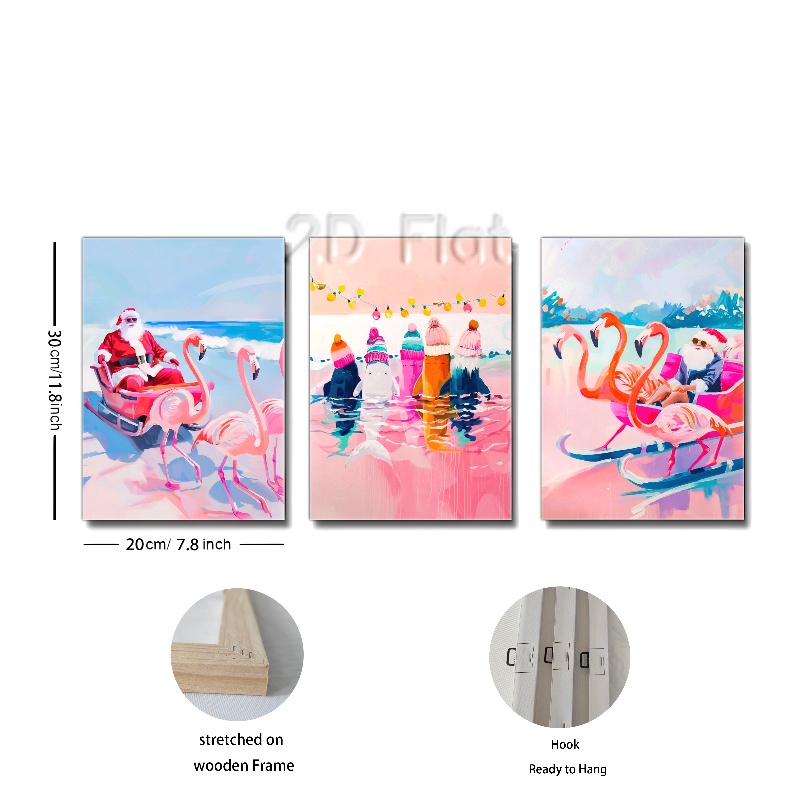 2D Flat
30cm/11.8inch
20cm/ 7.8 inch
stretched on
wooden Frame
Hook
Ready to Hang